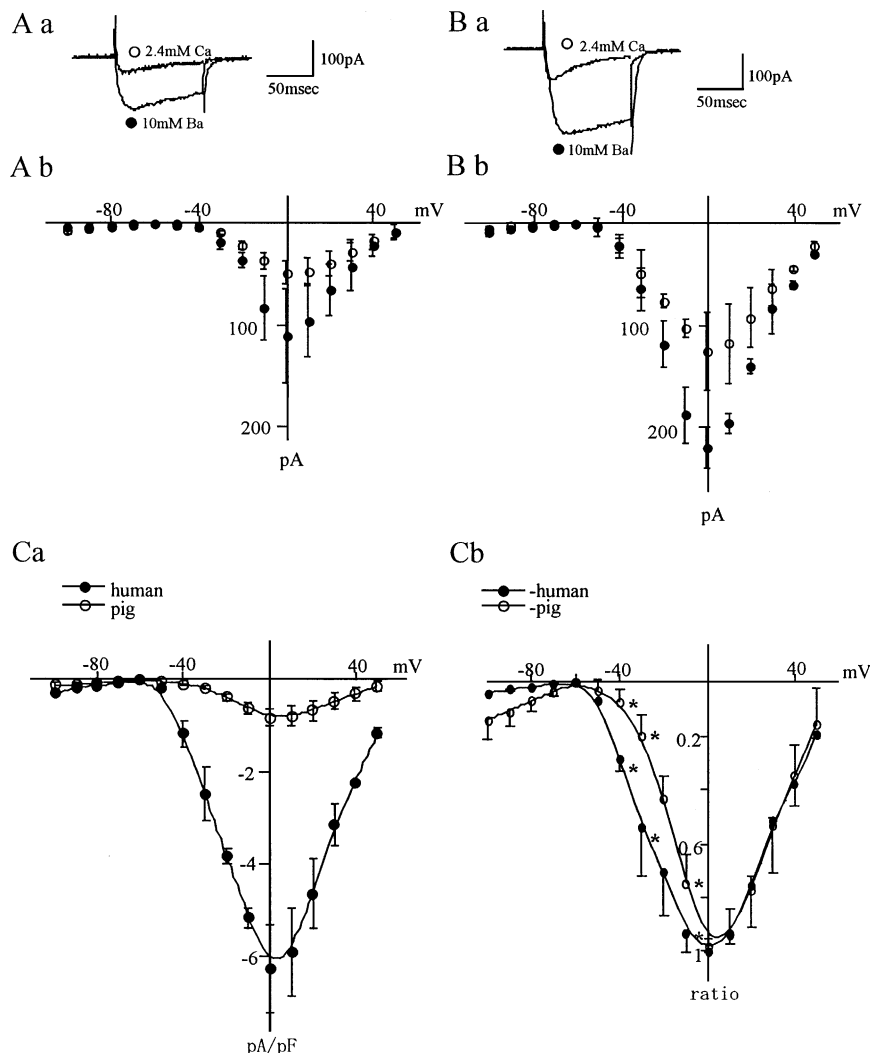 A a
2.4mM Ca
100pA
50msec
10mM Ba
B a
2.4mM Ca
100pA
50msec
10mM Ba
A b
-80
-40
40
mV
100
200
pA
B b
-80
-40
40
mV
100
200
pA
Ca
human
pig
-80
-40
40
mV
-2
-4
-6
pA/pF
Cb
-human
-pig
-80
-40
40
mV
*
*
*
*
*
*
0.2
0.6
1
ratio